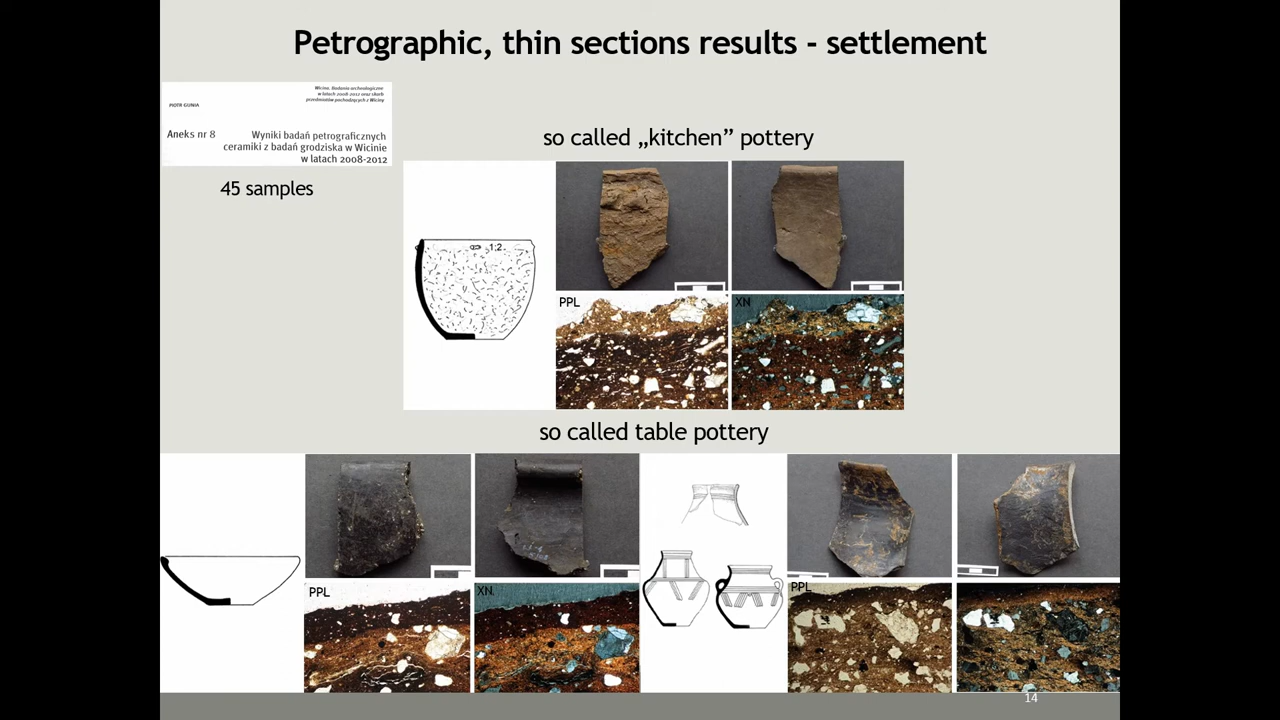 Petrographic, thin sections results - settlement
Wicina. Badania archeologiczne
w latach 2008-2012 oraz skarb
przedmiotów pochodzących z Wiciny
PIOTR GUNIA
Aneks nr 8
Wyniki badań petrograficznych
ceramiki z badań grodziska w Wicinie
w latach 2008-2012
45 samples
so called „kitchen” pottery
1:2
PPL
XN
so called table pottery
PPL
XN
PPL
14